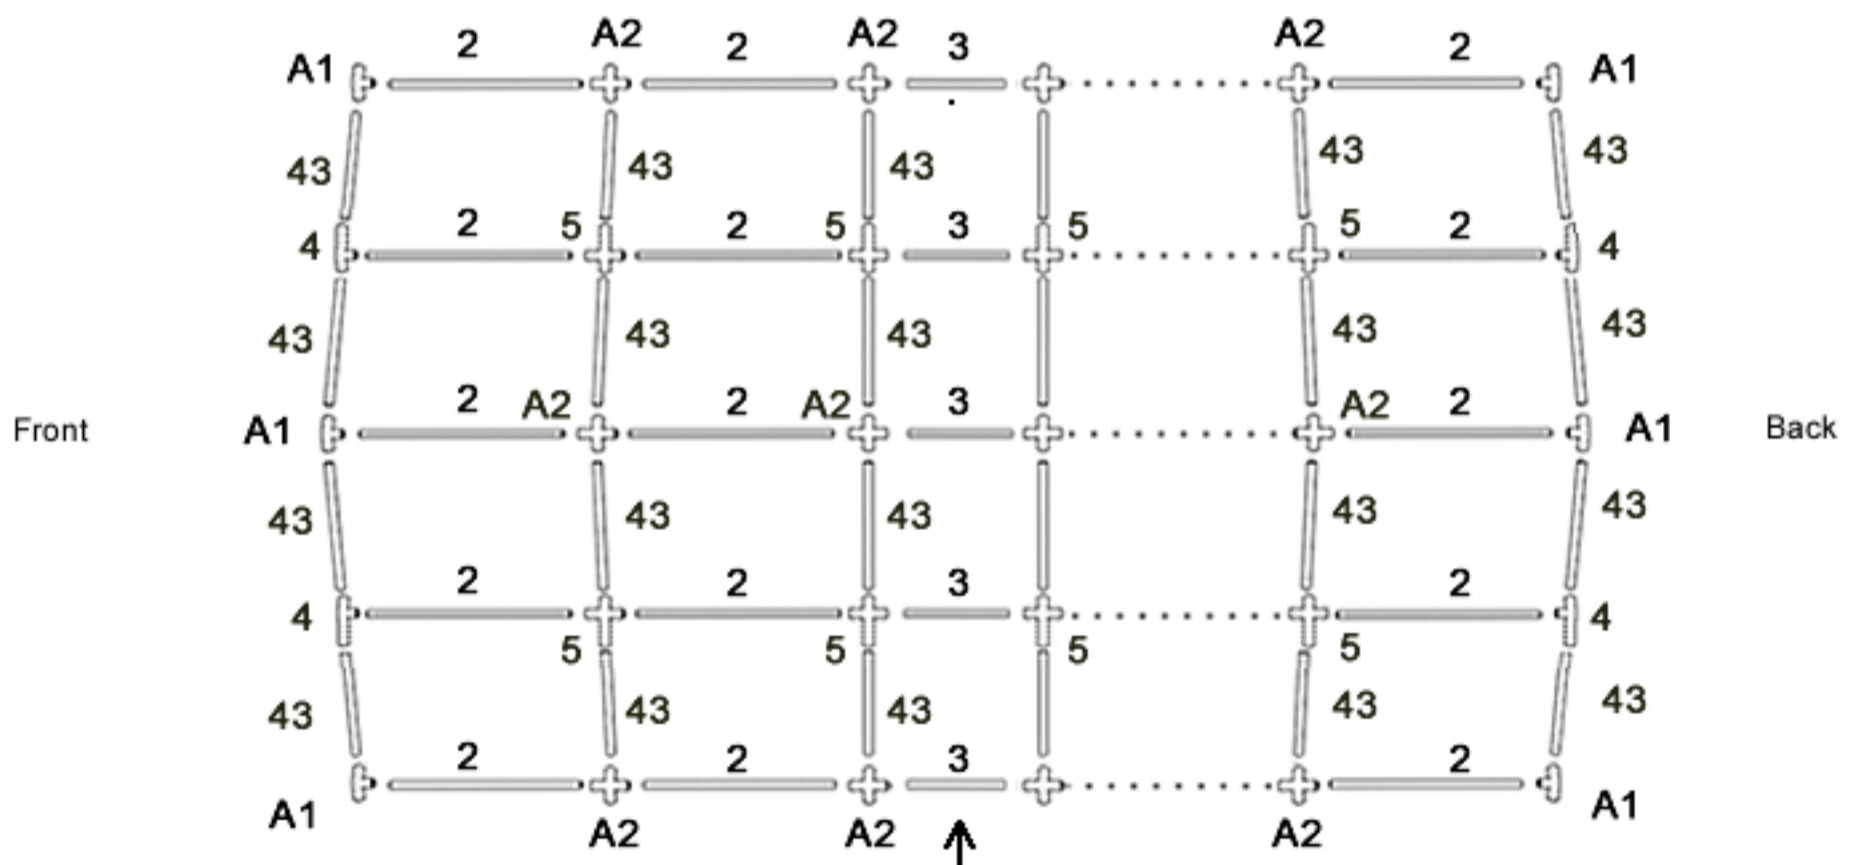 A1 2 A2 2 A2 3 A2 2 A1
43 43 43 43 43
4 2 5 2 5 3 5 5 2 4
43 43 43 43 43
Front A1 2 A2 2 A2 3 A2 2 A1 Back
43 43 43 43 43
4 2 2 3 2 4
5 5 5 5
43 43 43 43 43
2 2 3 2
A1 A2 A2 A2 A1